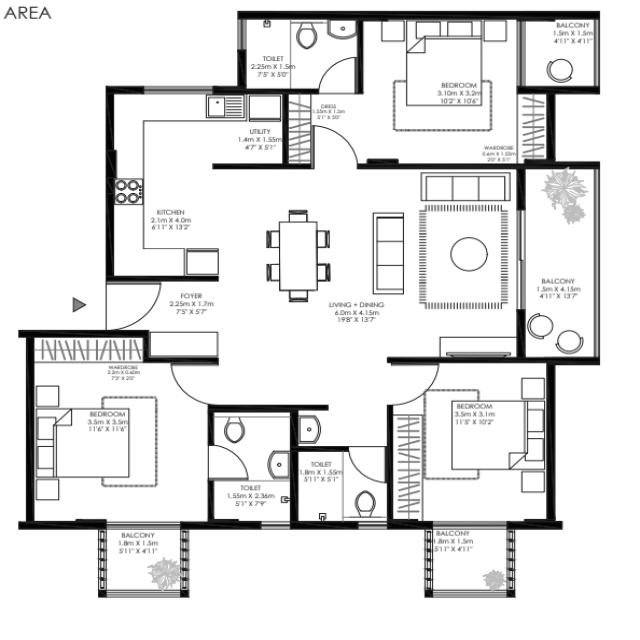 AREA
TOILET
2.25m X 1.5m
7'5" X 5'0"
BEDROOM
3.10m X 3.2m
10'2" X 10'6"
BALCONY
1.5m X 1.5m
4'11" X 4'11"
DRESS
1.55m X 1.5m
5'1" X 5'0"
UTILITY
1.4m X 1.55m
4'7" X 5'1"
WARDROBE
0.6m X 1.55m
2'0" X 5'1"
KITCHEN
2.1m X 4.0m
6'11" X 13'2"
FOYER
2.25m X 1.7m
7'5" X 5'7"
LIVING + DINING
6.0m X 4.15m
19'8" X 13'7"
BALCONY
1.5m X 4.15m
4'11" X 13'7"
WARDROBE
2.2m X 0.60m
7'3" X 2'0"
BEDROOM
3.5m X 3.5m
11'6" X 11'6"
BEDROOM
3.5m X 3.1m
11'5" X 10'2"
TOILET
1.55m X 2.36m
5'1" X 7'9"
TOILET
1.8m X 1.55m
5'11" X 5'1"
BALCONY
1.8m X 1.5m
5'11" X 4'11"
BALCONY
1.8m X 1.5m
5'11" X 4'11"